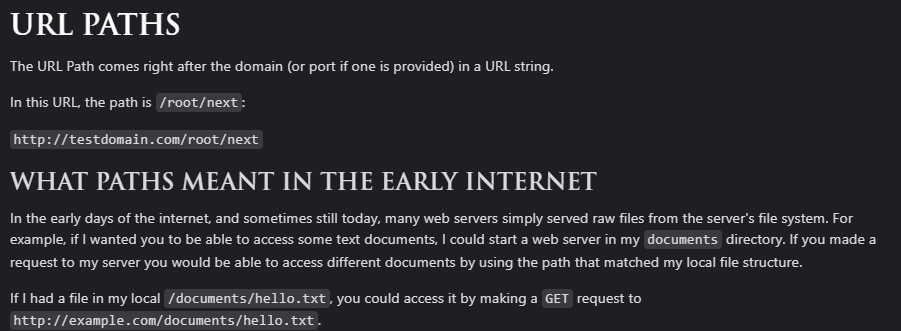 URL PATHS
The URL Path comes right after the domain (or port if one is provided) in a URL string.
In this URL, the path is /root/next:
http://testdomain.com/root/next
WHAT PATHS MEANT IN THE EARLY INTERNET
In the early days of the internet, and sometimes still today, many web servers simply served raw files from the server's file system. For
example, if I wanted you to be able to access some text documents, I could start a web server in my documents directory. If you made a
request to my server you would be able to access different documents by using the path that matched my local file structure.
If I had a file in my local /documents/hello.txt, you could access it by making a GET request to
http://example.com/documents/hello.txt.